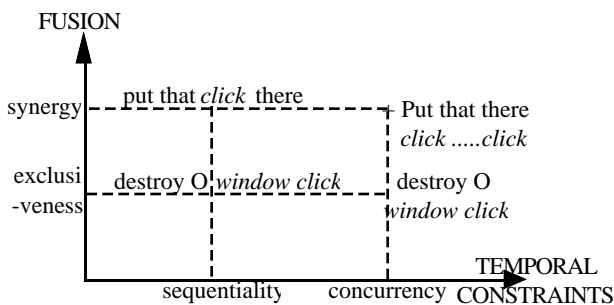 FUSION
synergy
put that click there
+ Put that there
click .....click
exclusi
-veness
destroy O window click
destroy O
window click
sequentiality
concurrency
TEMPORAL
CONSTRAINTS